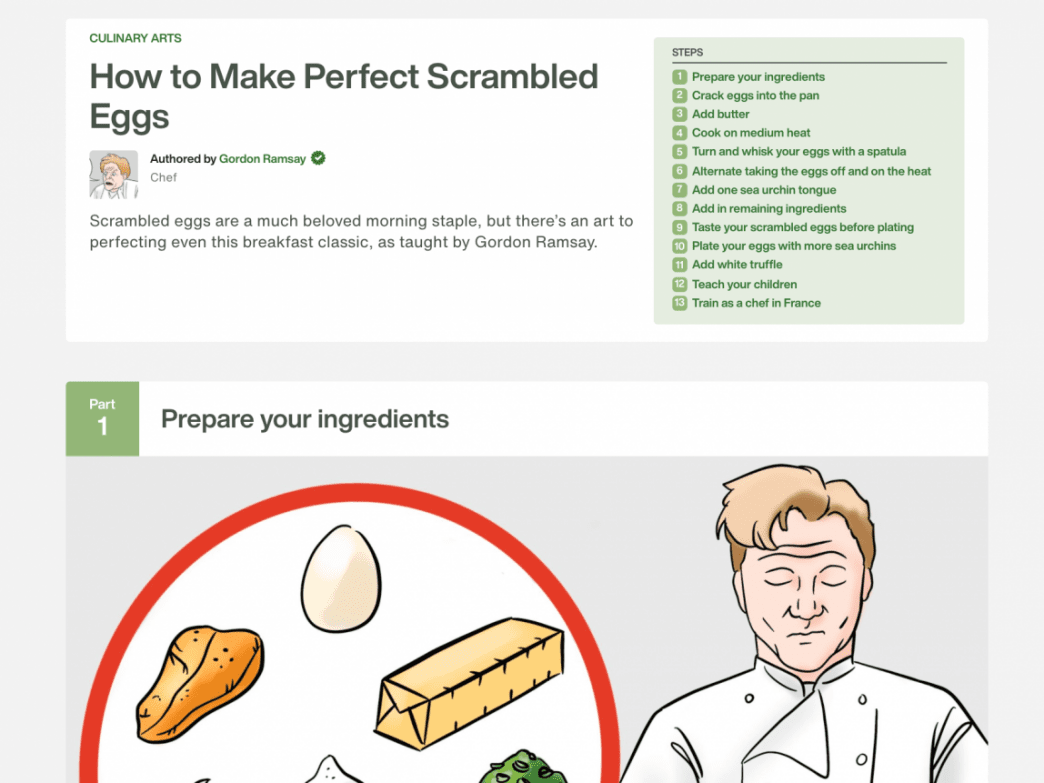 CULINARY ARTS
How to Make Perfect Scrambled
Eggs
Authored by Gordon Ramsay
Chef
Scrambled eggs are a much beloved morning staple, but there's an art to
perfecting even this breakfast classic, as taught by Gordon Ramsay.
STEPS
1 Prepare your ingredients
2 Crack eggs into the pan
3 Add butter
4 Cook on medium heat
5 Turn and whisk your eggs with a spatula
6 Alternate taking the eggs off and on the heat
7 Add one sea urchin tongue
8 Add in remaining ingredients
9 Taste your scrambled eggs before plating
10 Plate your eggs with more sea urchins
11 Add white truffle
12 Teach your children
13 Train as a chef in France
Part
1
Prepare your ingredients